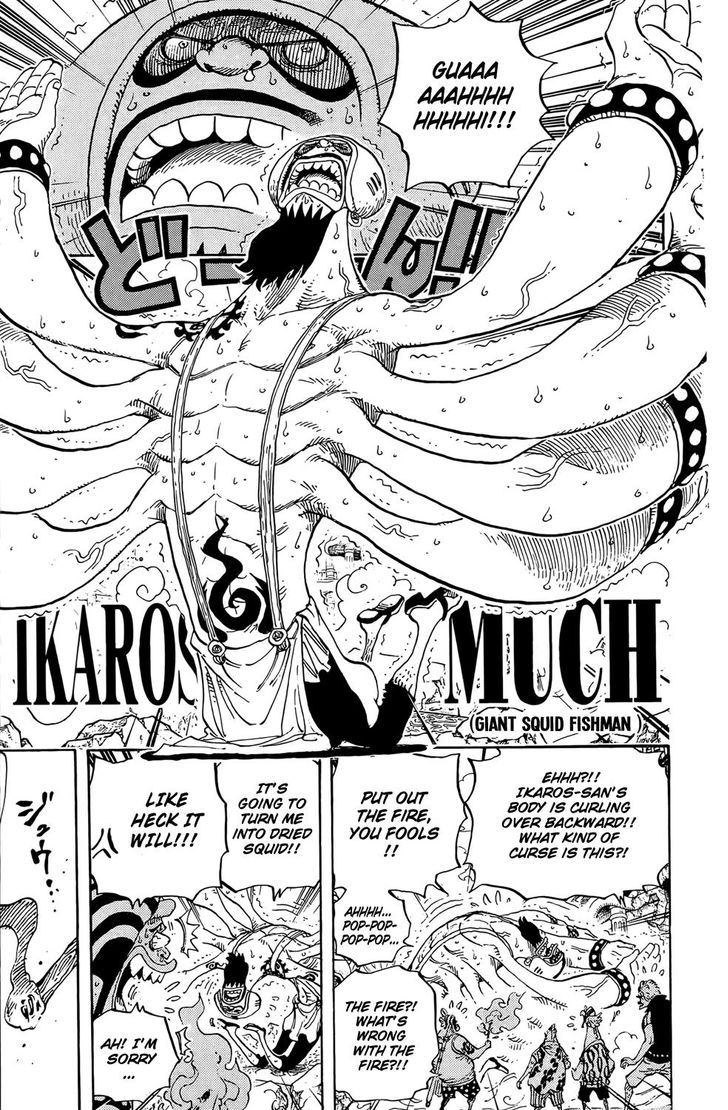 GUAAA
AAAHHHH
HHHHH!!!
どーん!!
IKAROS MUCH
(GIANT SQUID FISHMAN)
EHHH?!!
IKAROS-SAN'S
BODY IS CURLING
OVER BACKWARD!!
WHAT KIND OF
CURSE IS THIS?!
PUT OUT
THE FIRE,
YOU FOOLS
!!
AHHHH...
POP-POP-
POP-POP...
THE FIRE?!
WHAT'S
WRONG
WITH THE
FIRE?!!
IT'S
GOING TO
TURN ME
INTO DRIED
SQUID!!
LIKE
HECK IT
WILL!!!
AH! I'M
SORRY
...
ジュウ...